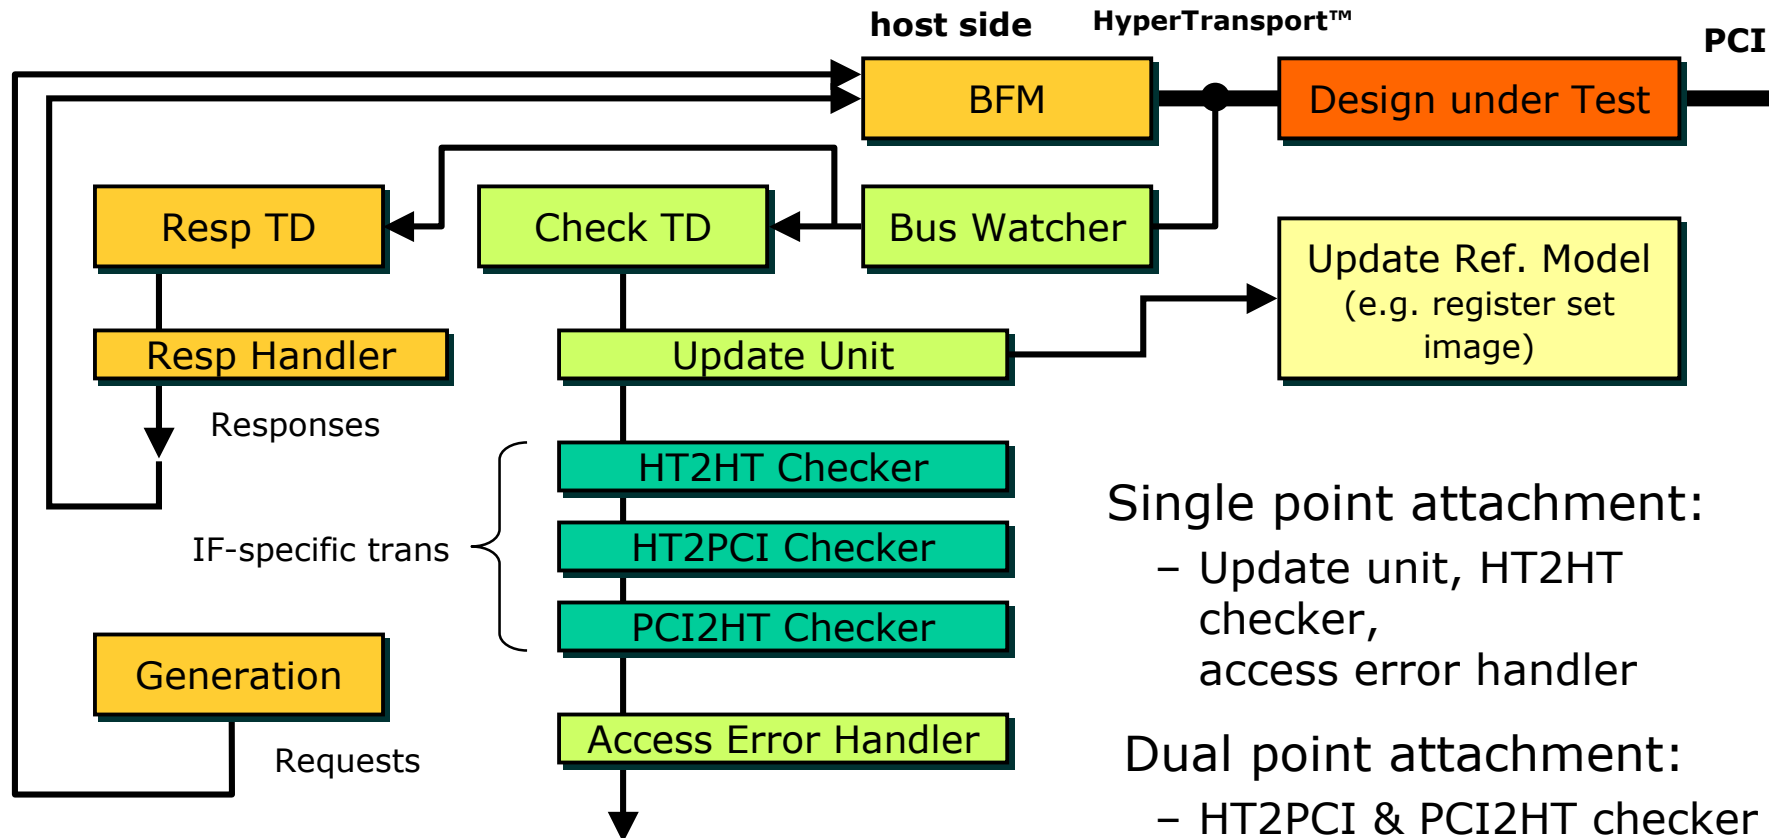 host side
HyperTransport™
PCI
BFM
Design under Test
Resp TD
Check TD
Bus Watcher
Update Ref. Model
(e.g. register set
image)
Resp Handler
Update Unit
Responses
HT2HT Checker
IF-specific trans
HT2PCI Checker
PCI2HT Checker
Generation
Requests
Access Error Handler
Single point attachment:
– Update unit, HT2HT
checker,
access error handler
Dual point attachment:
– HT2PCI & PCI2HT checker